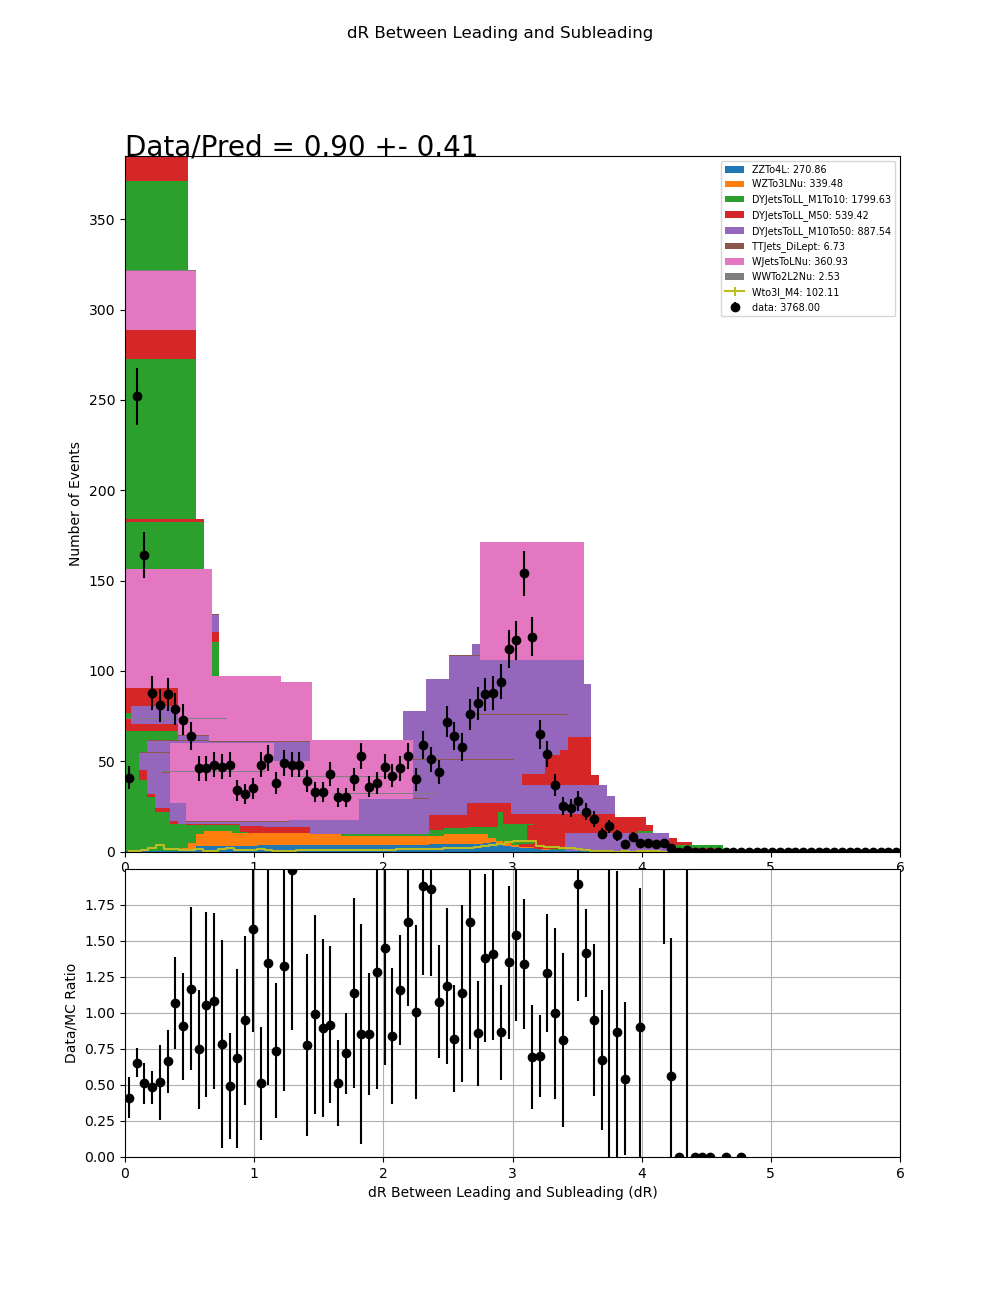 dR Between Leading and Subleading
Data/Pred = 0.90 +- 0.41
ZZTo4L: 270.86
WZTo3LNu: 339.48
DYJetsToLL_M1To10: 1799.63
DYJetsToLL_M50: 539.42
DYJetsToLL_M10To50: 887.54
TTJets_DiLept: 6.73
WJetsToLNu: 360.93
WWTo2L2Nu: 2.53
Wto3l_M4: 102.11
data: 3768.00
Number of Events
350
300
250
200
150
100
50
0
0 1 2 3 4 5 6
Data/MC Ratio
1.75
1.50
1.25
1.00
0.75
0.50
0.25
0.00
0 1 2 3 4 5 6
dR Between Leading and Subleading (dR)